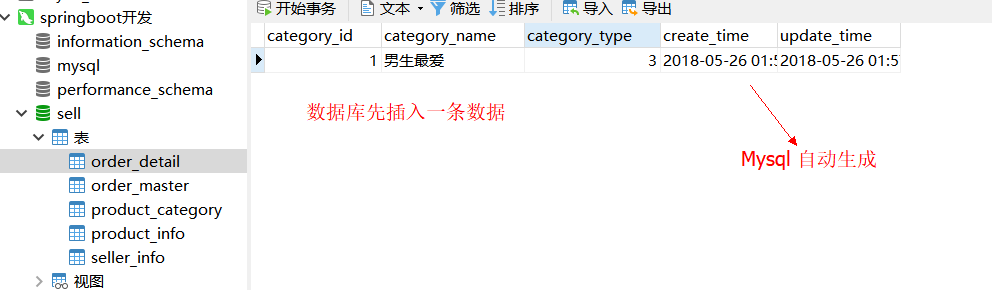 springboot开发
information_schema
mysql
performance_schema
sell
表
order_detail
order_master
product_category
product_info
seller_info
视图
开始事务 文本 筛选 排序 导入 导出
category_id category_name category_type create_time update_time
1 男生最爱 3 2018-05-26 01:5 2018-05-26 01:5
数据库先插入一条数据
Mysql 自动生成